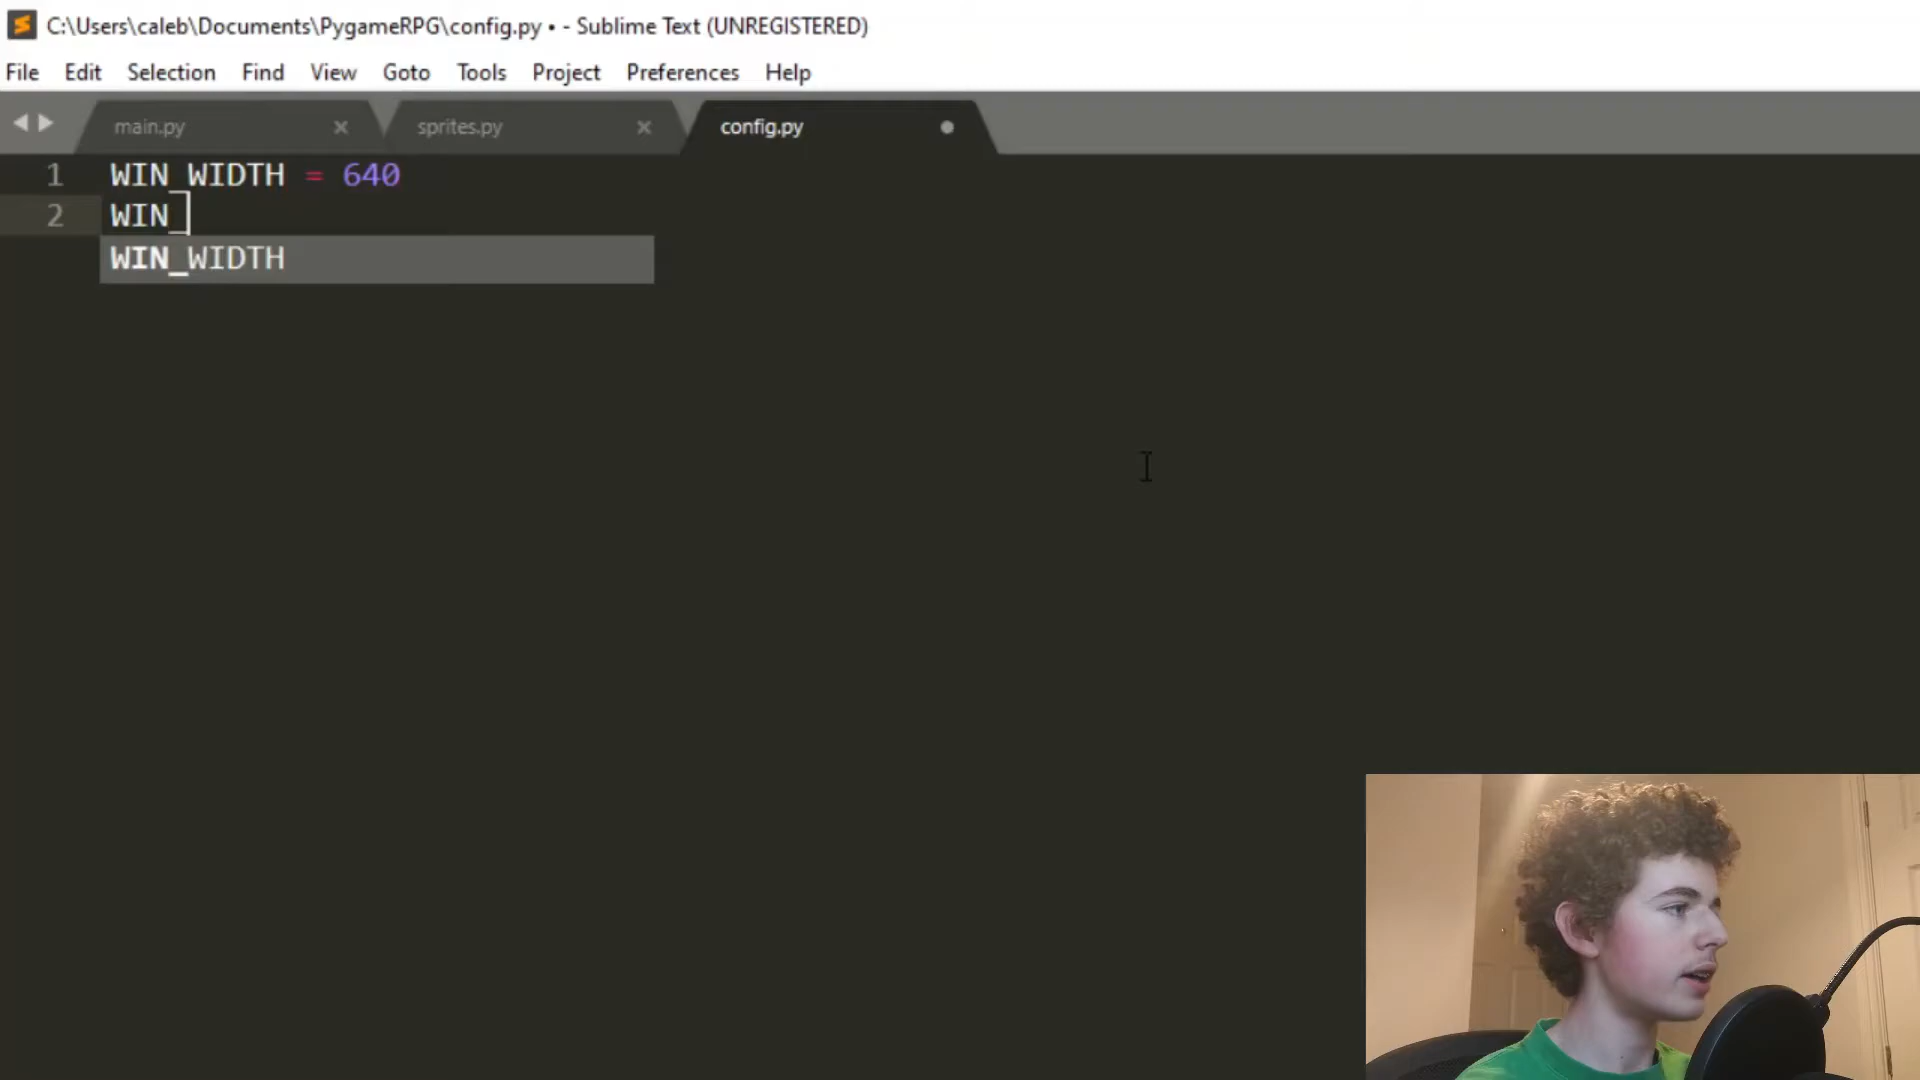 C:\Users\caleb\Documents\PygameRPG\config.py • - Sublime Text (UNREGISTERED)
File Edit Selection Find View Goto Tools Project Preferences Help
main.py sprites.py config.py
1 WIN_WIDTH = 640
2 WIN_
WIN_WIDTH